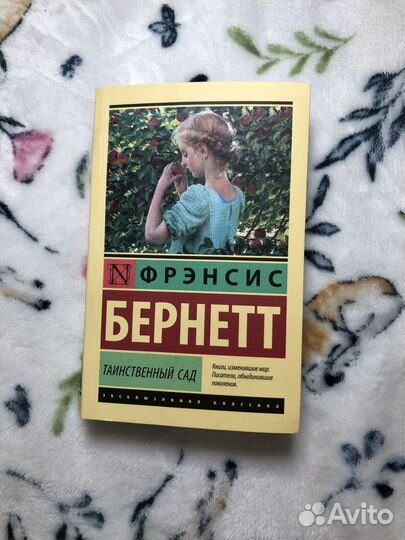 N
ФРЭНСИС
БЕРНЕТТ
ТАИНСТВЕННЫЙ САД
Книги, изменившие мир.
Писатели, объединившие
поколения.
ЭКСКЛЮЗИВНАЯ КЛАССИКА
Avito